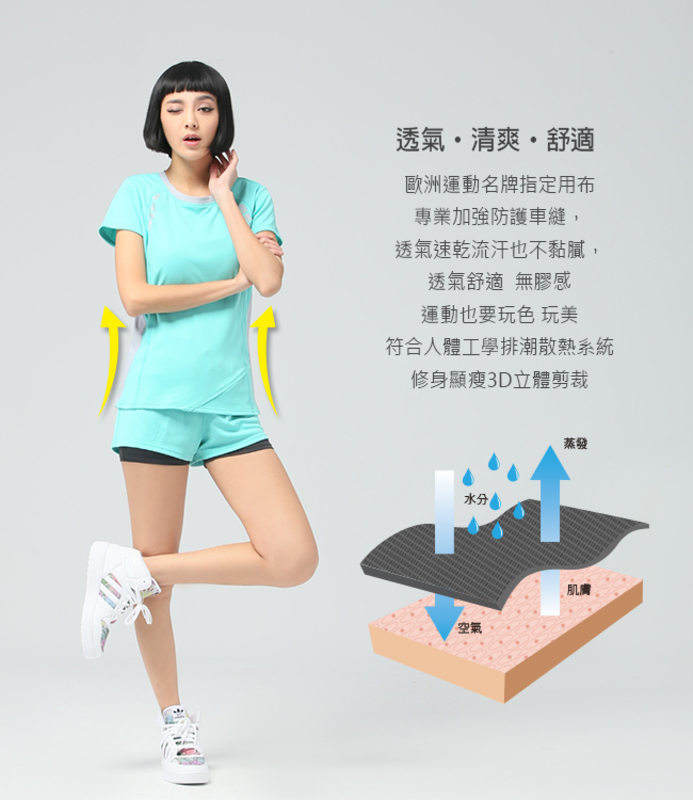 透氣・清爽・舒適
歐洲運動名牌指定用布
專業加強防護車縫，
透氣速乾流汗也不黏膩，
透氣舒適 無膠感
運動也要玩色 玩美
符合人體工學排潮散熱系統
修身顯瘦3D立體剪裁
蒸發
水分
肌膚
空氣